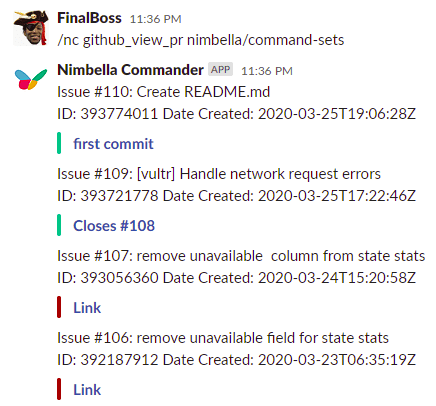 FinalBoss 11:36 PM
/nc github_view_pr nimbella/command-sets
Nimbella Commander APP 11:36 PM
Issue #110: Create README.md
ID: 393774011 Date Created: 2020-03-25T19:06:28Z
first commit
Issue #109: [vultr] Handle network request errors
ID: 393721778 Date Created: 2020-03-25T17:22:46Z
Closes #108
Issue #107: remove unavailable  column from state stats
ID: 393056360 Date Created: 2020-03-24T15:20:58Z
Link
Issue #106: remove unavailable field for state stats
ID: 392187912 Date Created: 2020-03-23T06:35:19Z
Link